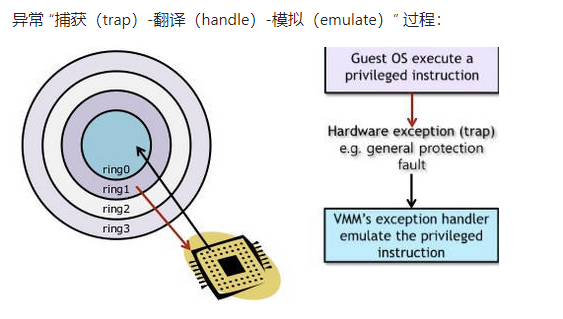 异常 “捕获（trap）-翻译（handle）-模拟（emulate）” 过程：
ring0
ring1
ring2
ring3
Guest OS execute a
privileged instruction
Hardware exception (trap)
e.g. general protection
fault
VMM's exception handler
emulate the privileged
instruction